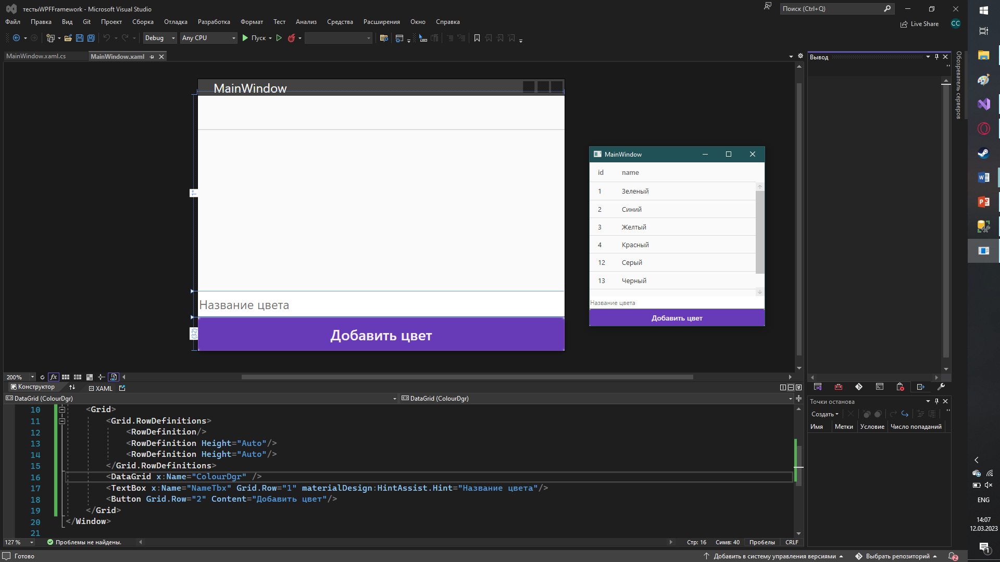 тестыWPFFramework - Microsoft Visual Studio
Поиск (Ctrl+Q)
Файл Правка Вид Git Проект Сборка Отладка Разработка Формат Тест Анализ Средства Расширения Окно Справка
Live Share
CC
Debug Any CPU Пуск
MainWindow.xaml.cs MainWindow.xaml
Вывод
Обозреватель серверов
MainWindow
1*
Название цвета
Добавить цвет
(32)
MainWindow
id name
1 Зеленый
2 Синий
3 Желтый
4 Красный
12 Серый
13 Черный
Название цвета
Добавить цвет
200% fx
Конструктор XAML
DataGrid (ColourDgr) DataGrid (ColourDgr)
10 <Grid>
11 <Grid.RowDefinitions>
12 <RowDefinition/>
13 <RowDefinition Height="Auto"/>
14 <RowDefinition Height="Auto"/>
15 </Grid.RowDefinitions>
16 <DataGrid x:Name="ColourDgr" />
17 <TextBox x:Name="NameTbx" Grid.Row="1" materialDesign:HintAssist.Hint="Название цвета"/>
18 <Button Grid.Row="2" Content="Добавить цвет"/>
19 </Grid>
20 </Window>
21
127 % Проблемы не найдены. Стр: 16 Симв: 40 Пробелы CRLF
Точки останова
Создать
Имя Метки Условие Число попаданий
Готово
Добавить в систему управления версиями Выбрать репозиторий 2
ENG
14:07
12.03.2023
1